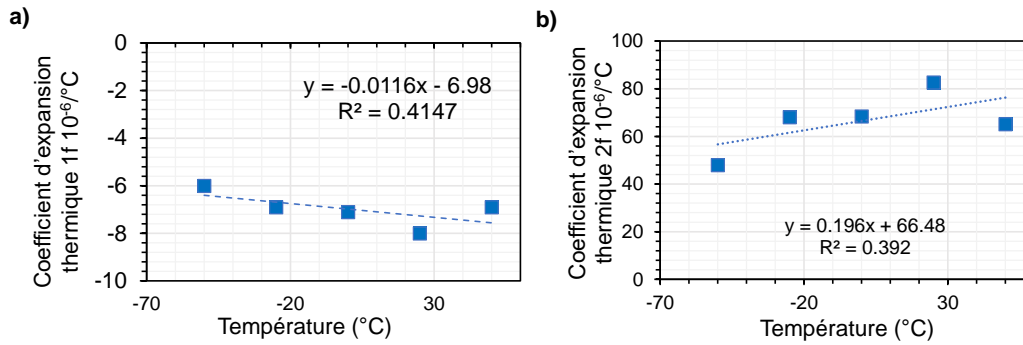 a)
Coefficient d'expansion
thermique 1f 10⁻⁶/°C
0
-2
-4
-6
-8
-10
y = -0.0116x - 6.98
R² = 0.4147
-70
-20
30
Température (°C)
b)
Coefficient d'expansion
thermique 2f 10⁻⁶/°C
100
80
60
40
20
0
y = 0.196x + 66.48
R² = 0.392
-70
-20
30
Température (°C)